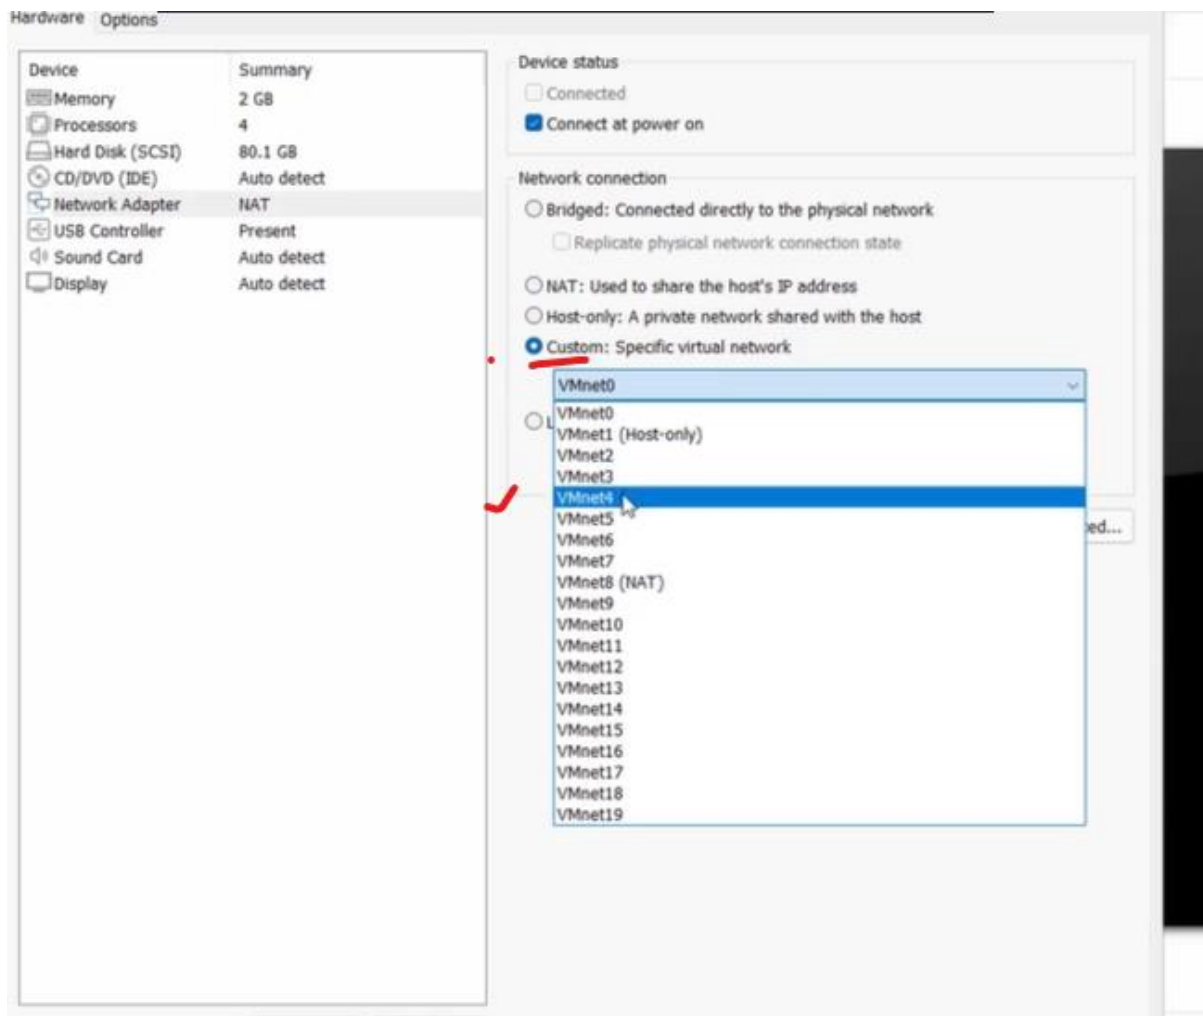 Hardware Options
Device Summary
Memory 2 GB
Processors 4
Hard Disk (SCSI) 80.1 GB
CD/DVD (IDE) Auto detect
Network Adapter NAT
USB Controller Present
Sound Card Auto detect
Display Auto detect
Device status
Connected
Connect at power on
Network connection
Bridged: Connected directly to the physical network
Replicate physical network connection state
NAT: Used to share the host's IP address
Host-only: A private network shared with the host
Custom: Specific virtual network
VMnet0
VMnet0
VMnet1 (Host-only)
VMnet2
VMnet3
VMnet4
VMnet5
VMnet6
VMnet7
VMnet8 (NAT)
VMnet9
VMnet10
VMnet11
VMnet12
VMnet13
VMnet14
VMnet15
VMnet16
VMnet17
VMnet18
VMnet19